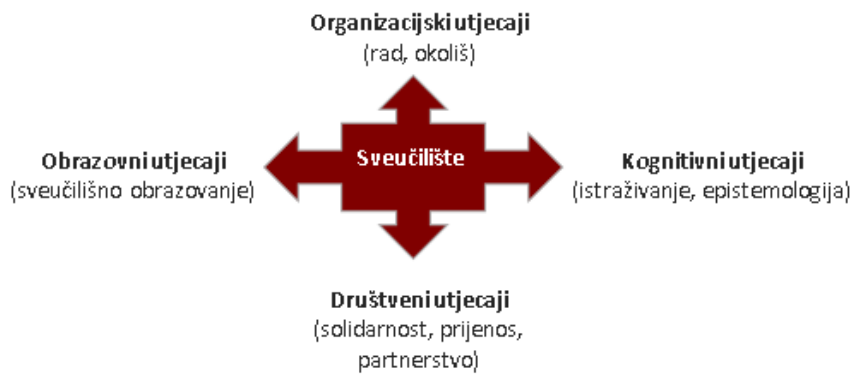 Organizacijski utjecaji
(rad, okoliš)
Obrazovni utjecaji
(sveučilišno obrazovanje)
Sveučilište
Kognitivni utjecaji
(istraživanje, epistemologija)
Društveni utjecaji
(solidarnost, prijenos,
partnerstvo)